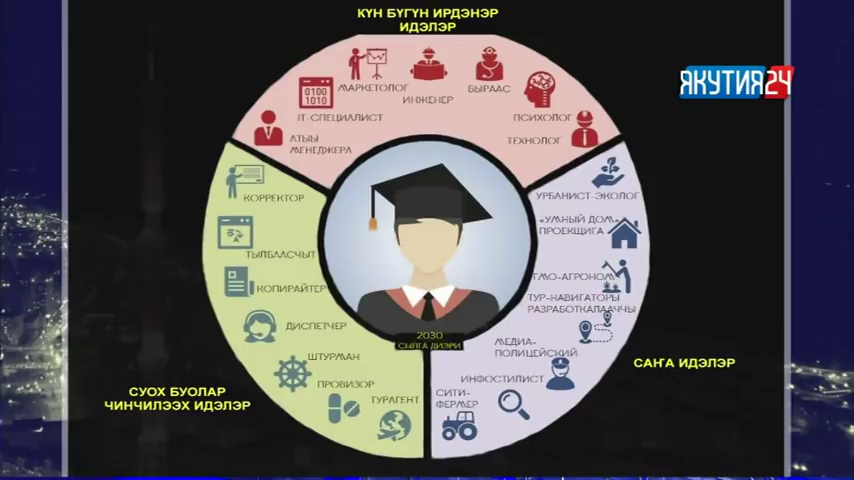 КҮН БҮГҮН ИРДЭНЭР
ИДЭЛЭР
ЯКУТИЯ24
МАРКЕТОЛОГ
ИНЖЕНЕР
БЫРААС
0100
1010
IT-СПЕЦИАЛИСТ
ПСИХОЛОГ
АТЫЫ
МЕНЕДЖЕРА
ТЕХНОЛОГ
КОРРЕКТОР
ТЫЛБААСЧЫТ
КОПИРАЙТЕР
ДИСПЕТЧЕР
ШТУРМАН
ПРОВИЗОР
ТУРАГЕНТ
УРБАНИСТ-ЭКОЛОГ
«УМНЫЙ ДОМ»
ПРОЕКЩИГА
ГМО-АГРОНОМ
ТУР-НАВИГАТОРЫ
РАЗРАБОТКАЛААЧЧЫ
МЕДИА-
ПОЛИЦЕЙСКИЙ
ИНФОСТИЛИСТ
СИТИ-
ФЕРМЕР
2030
СЫЛГА ДИЭРИ
СУОХ БУОЛАР
ЧИНЧИЛЭЭХ ИДЭЛЭР
САҤА ИДЭЛЭР